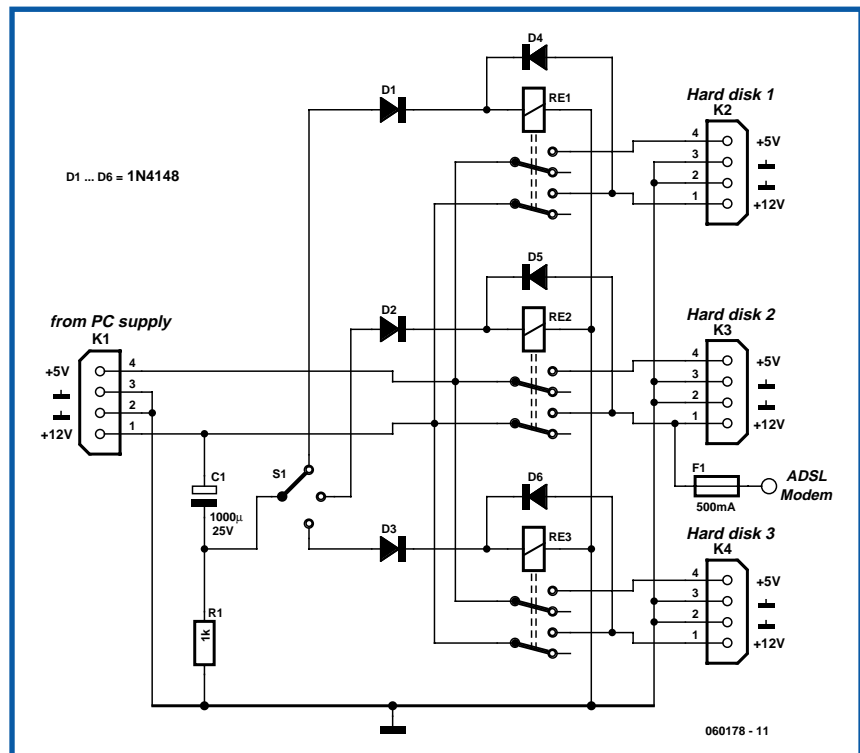 D1 ... D6 = 1N4148
from PC supply
K1
+5V
4
3
2
+12V
1
C1
1000µ
25V
R1
1k
S1
D1
D4
RE1
D2
D5
RE2
D3
D6
RE3
Hard disk 1
K2
4
+5V
3
2
1
+12V
Hard disk 2
K3
4
+5V
3
2
1
+12V
F1
500mA
ADSL
Modem
Hard disk 3
K4
4
+5V
3
2
1
+12V
060178 - 11